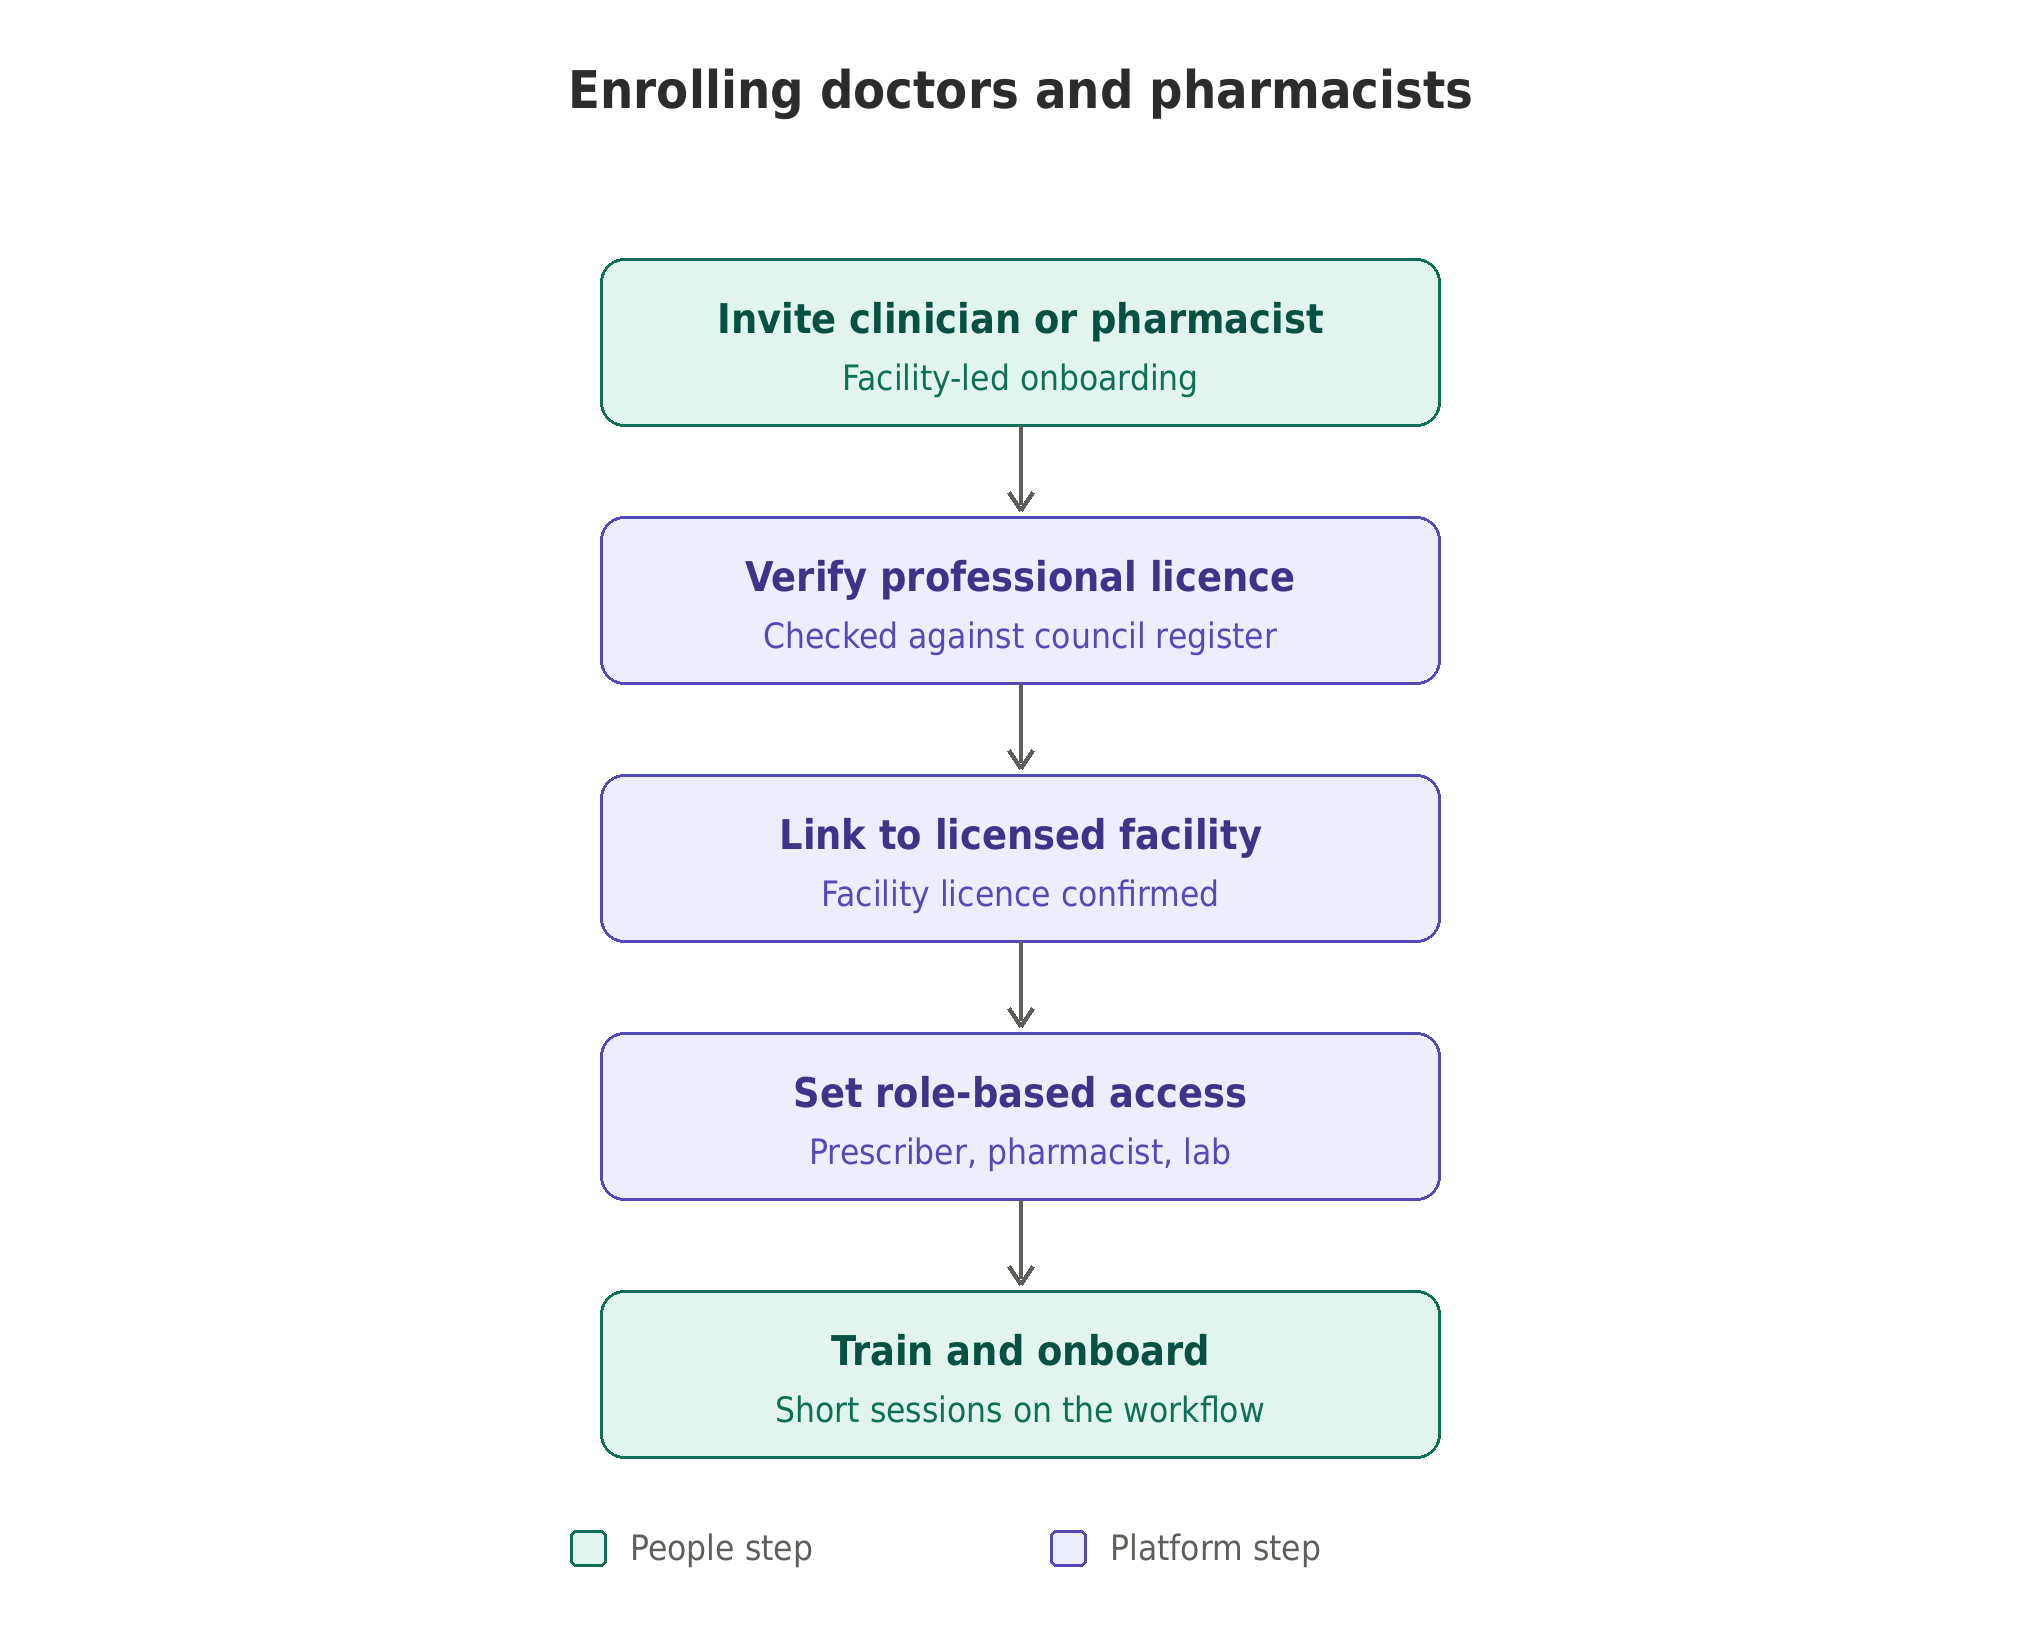 Enrolling doctors and pharmacists
Invite clinician or pharmacist
Facility-led onboarding
Verify professional licence
Checked against council register
Link to licensed facility
Facility licence confirmed
Set role-based access
Prescriber, pharmacist, lab
Train and onboard
Short sessions on the workflow
People step
Platform step